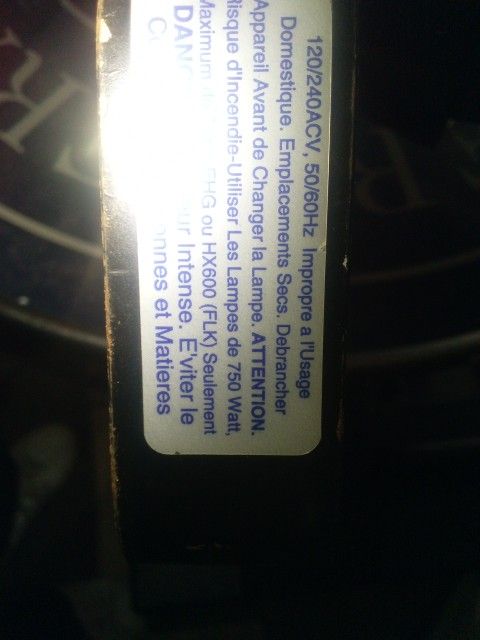 120/240ACV, 50/60Hz Impropre a l'Usage
Domestique. Emplacements Secs. Debrancher
Appareil Avant de Changer la Lampe. ATTENTION.
Risque d'Incendie-Utiliser Les Lampes de 750 Watt,
Maximum EHG ou HX600 (FLK) Seulement
DANG ur Intense. E'viter le
Co onnes et Matieres